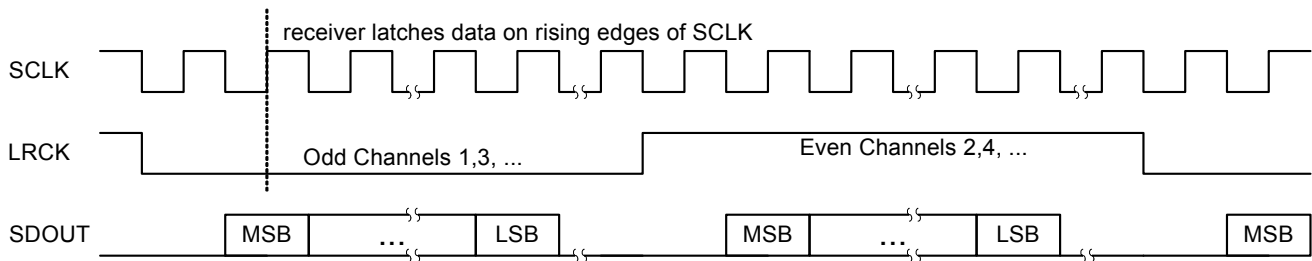 receiver latches data on rising edges of SCLK
SCLK
LRCK
Odd Channels 1,3, ...
Even Channels 2,4, ...
SDOUT
MSB
...
LSB
MSB
...
LSB
MSB